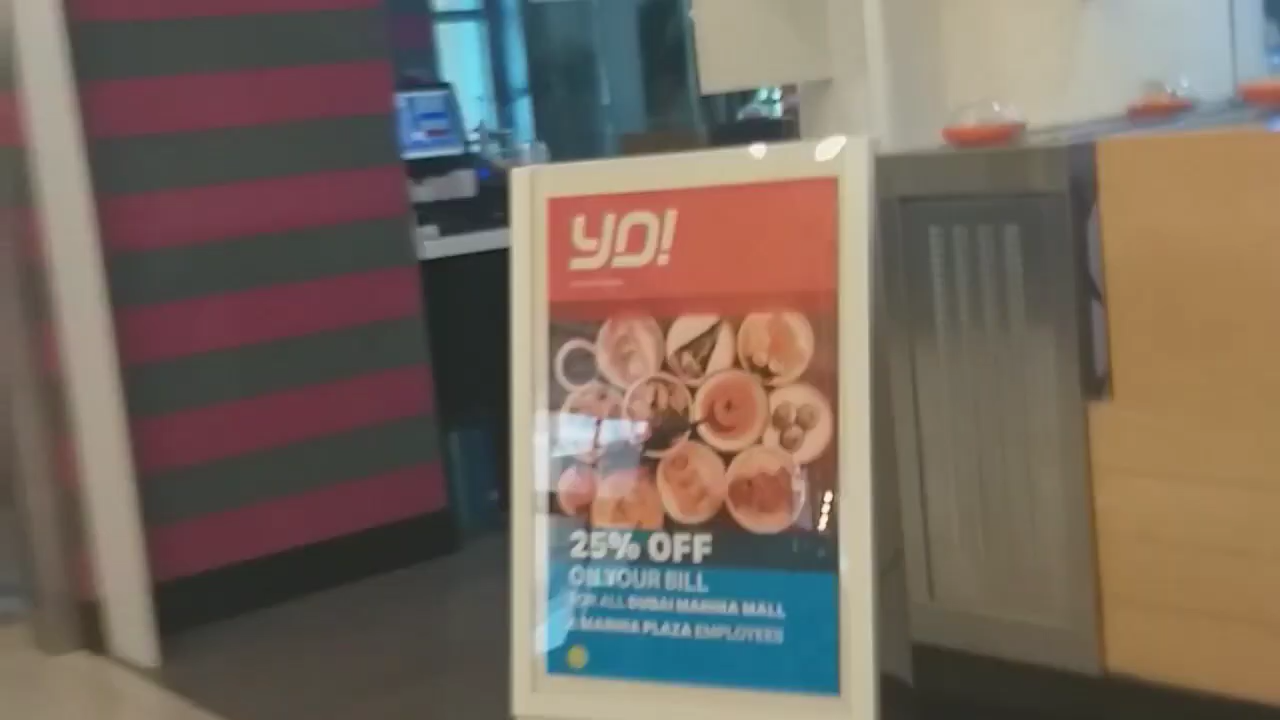 YO!
25% OFF
ON YOUR BILL
FOR ALL DUBAI MARINA MALL
& MARINA PLAZA EMPLOYEES